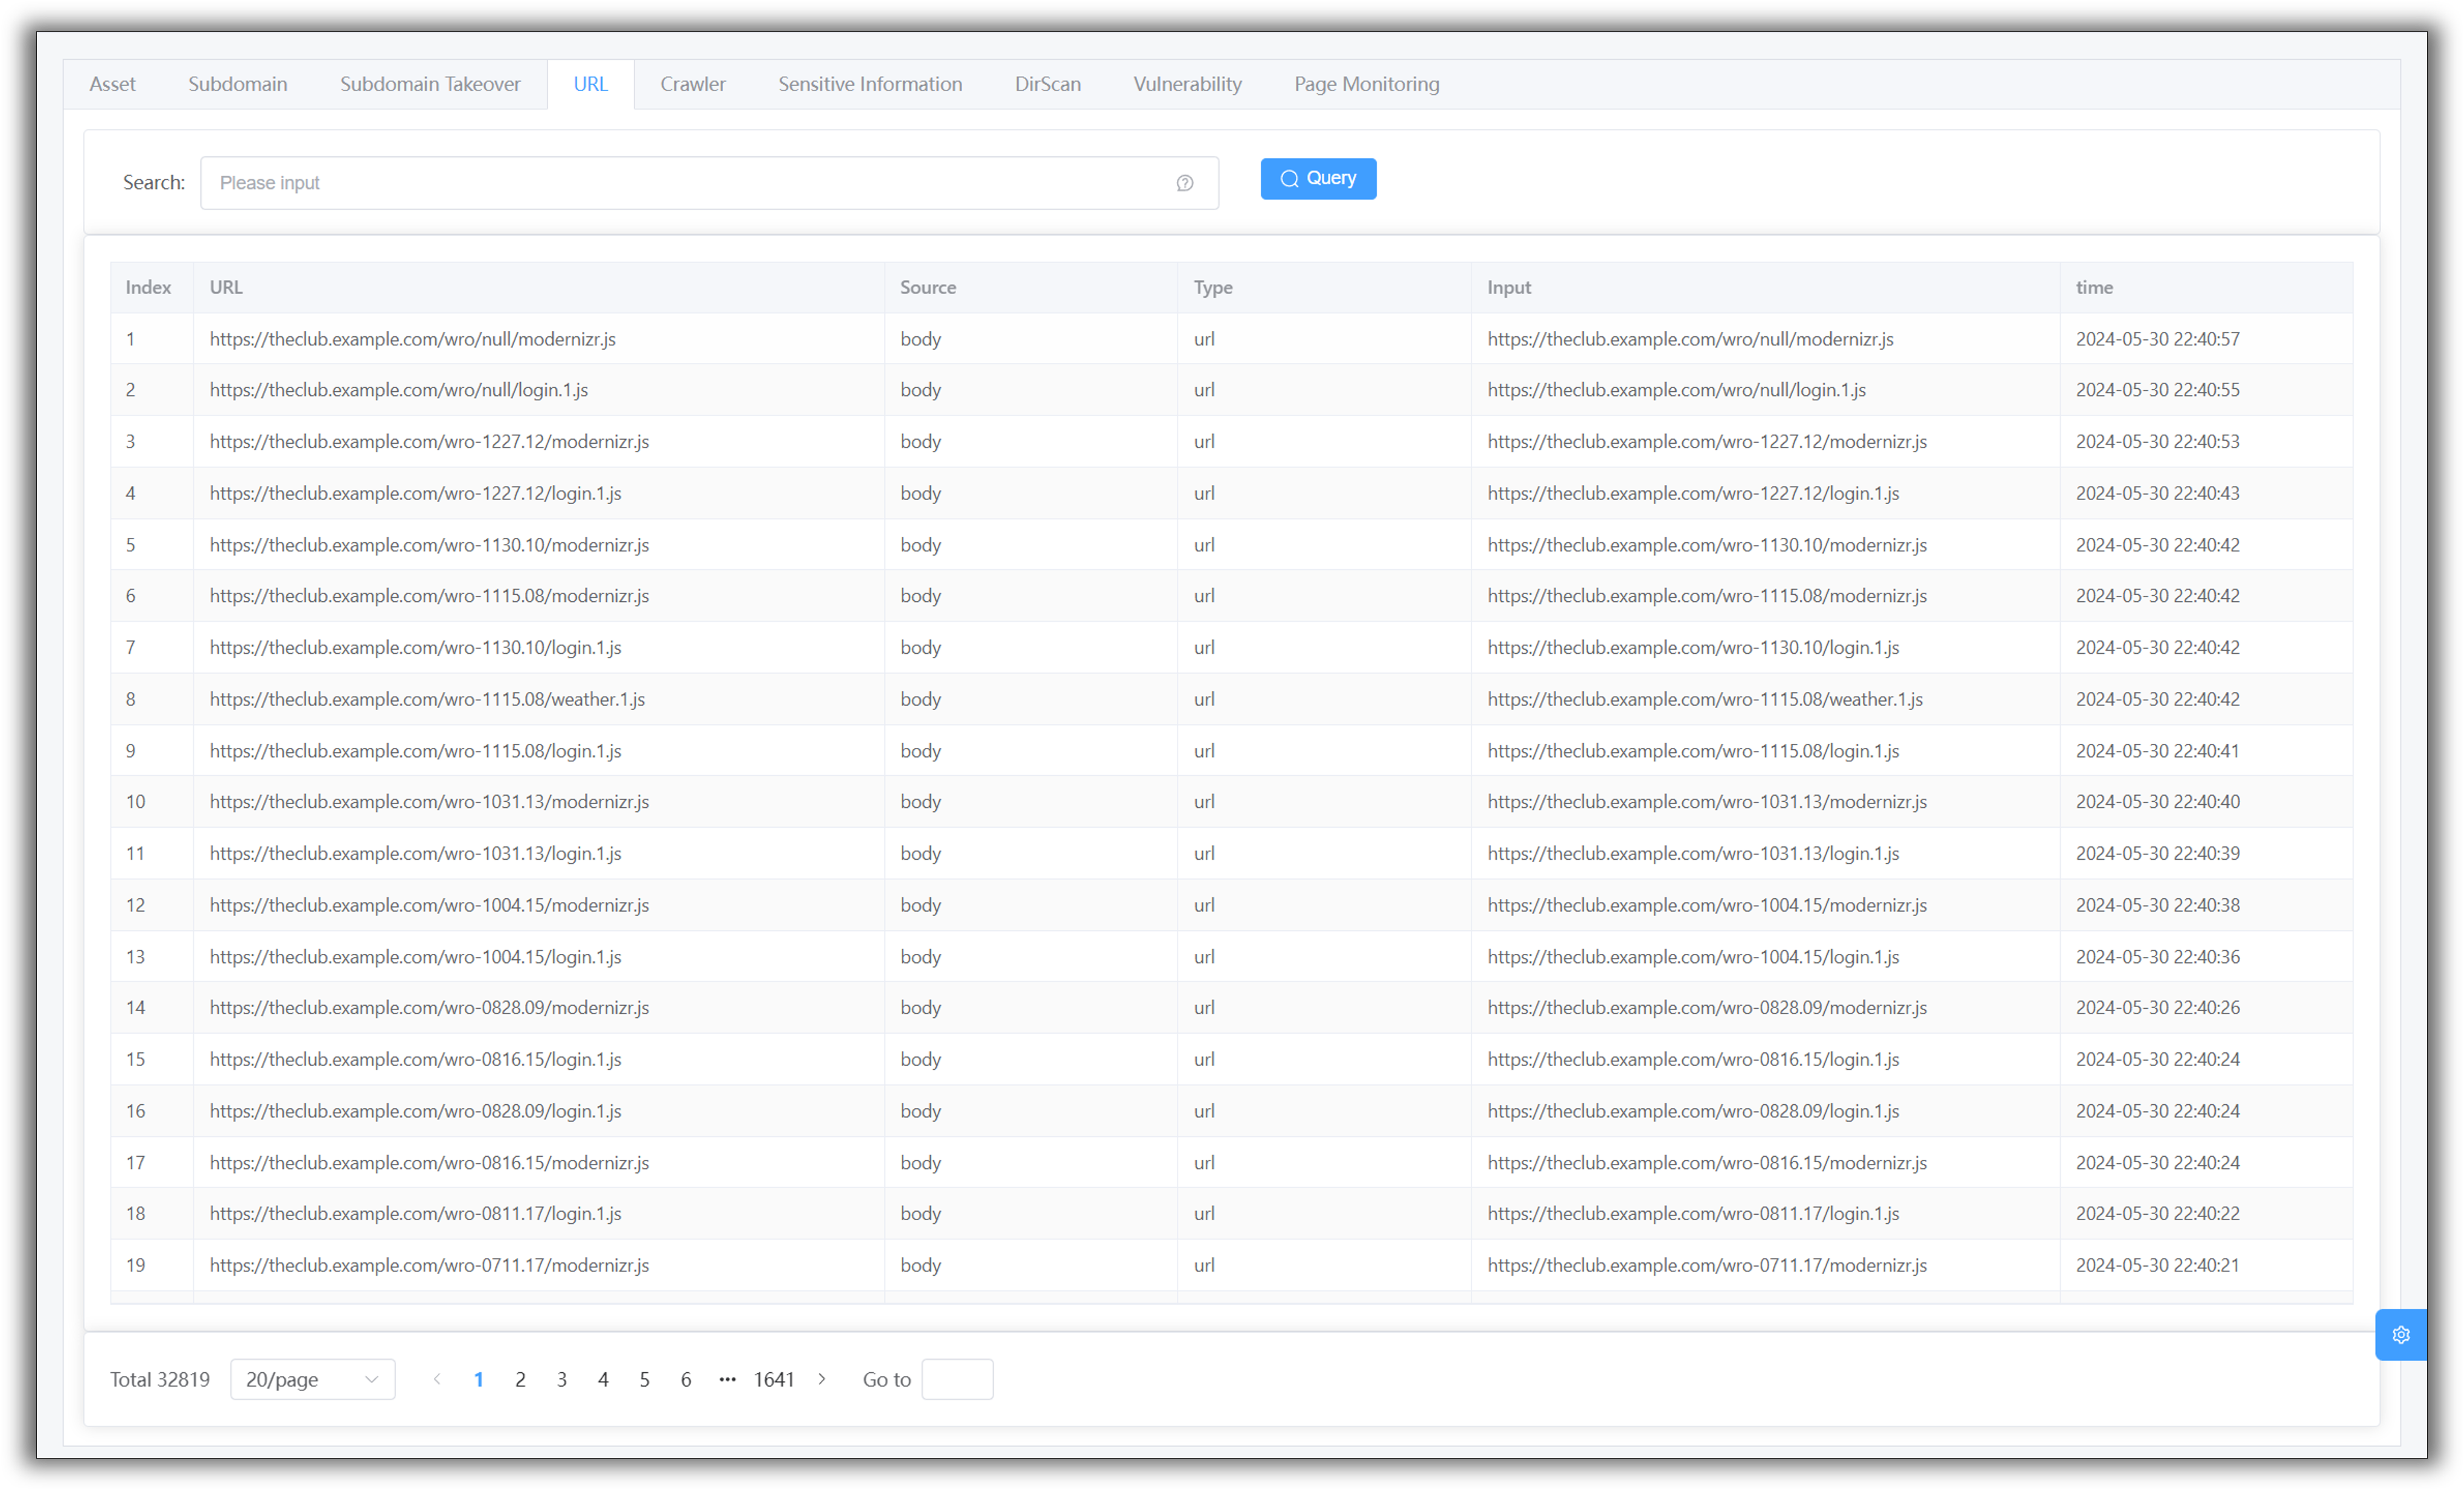 Asset Subdomain Subdomain Takeover URL Crawler Sensitive Information DirScan Vulnerability Page Monitoring
Search: Please input Query
Index URL Source Type Input time
1 https://theclub.example.com/wro/null/modernizr.js body url https://theclub.example.com/wro/null/modernizr.js 2024-05-30 22:40:57
2 https://theclub.example.com/wro/null/login.1.js body url https://theclub.example.com/wro/null/login.1.js 2024-05-30 22:40:55
3 https://theclub.example.com/wro-1227.12/modernizr.js body url https://theclub.example.com/wro-1227.12/modernizr.js 2024-05-30 22:40:53
4 https://theclub.example.com/wro-1227.12/login.1.js body url https://theclub.example.com/wro-1227.12/login.1.js 2024-05-30 22:40:43
5 https://theclub.example.com/wro-1130.10/modernizr.js body url https://theclub.example.com/wro-1130.10/modernizr.js 2024-05-30 22:40:42
6 https://theclub.example.com/wro-1115.08/modernizr.js body url https://theclub.example.com/wro-1115.08/modernizr.js 2024-05-30 22:40:42
7 https://theclub.example.com/wro-1130.10/login.1.js body url https://theclub.example.com/wro-1130.10/login.1.js 2024-05-30 22:40:42
8 https://theclub.example.com/wro-1115.08/weather.1.js body url https://theclub.example.com/wro-1115.08/weather.1.js 2024-05-30 22:40:42
9 https://theclub.example.com/wro-1115.08/login.1.js body url https://theclub.example.com/wro-1115.08/login.1.js 2024-05-30 22:40:41
10 https://theclub.example.com/wro-1031.13/modernizr.js body url https://theclub.example.com/wro-1031.13/modernizr.js 2024-05-30 22:40:40
11 https://theclub.example.com/wro-1031.13/login.1.js body url https://theclub.example.com/wro-1031.13/login.1.js 2024-05-30 22:40:39
12 https://theclub.example.com/wro-1004.15/modernizr.js body url https://theclub.example.com/wro-1004.15/modernizr.js 2024-05-30 22:40:38
13 https://theclub.example.com/wro-1004.15/login.1.js body url https://theclub.example.com/wro-1004.15/login.1.js 2024-05-30 22:40:36
14 https://theclub.example.com/wro-0828.09/modernizr.js body url https://theclub.example.com/wro-0828.09/modernizr.js 2024-05-30 22:40:26
15 https://theclub.example.com/wro-0816.15/login.1.js body url https://theclub.example.com/wro-0816.15/login.1.js 2024-05-30 22:40:24
16 https://theclub.example.com/wro-0828.09/login.1.js body url https://theclub.example.com/wro-0828.09/login.1.js 2024-05-30 22:40:24
17 https://theclub.example.com/wro-0816.15/modernizr.js body url https://theclub.example.com/wro-0816.15/modernizr.js 2024-05-30 22:40:24
18 https://theclub.example.com/wro-0811.17/login.1.js body url https://theclub.example.com/wro-0811.17/login.1.js 2024-05-30 22:40:22
19 https://theclub.example.com/wro-0711.17/modernizr.js body url https://theclub.example.com/wro-0711.17/modernizr.js 2024-05-30 22:40:21
Total 32819 20/page 1 2 3 4 5 6 ••• 1641 Go to